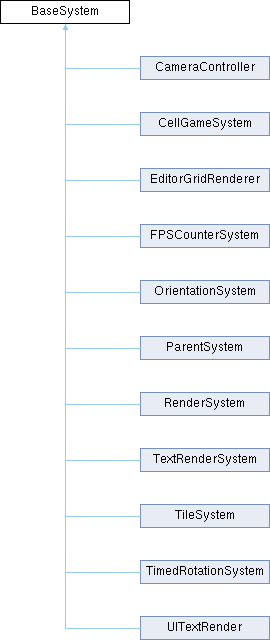 BaseSystem
CameraController
CellGameSystem
EditorGridRenderer
FPSCounterSystem
OrientationSystem
ParentSystem
RenderSystem
TextRenderSystem
TileSystem
TimedRotationSystem
UITextRender